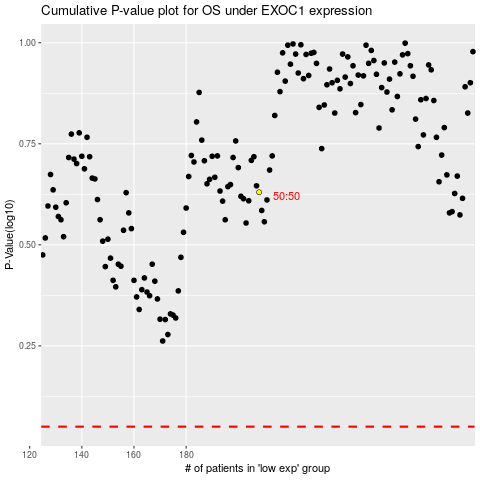 Cumulative P-value plot for OS under EXOC1 expression
P-Value(log10)
1.00
0.75
0.50
0.25
50:50
120 140 160 180
# of patients in 'low exp' group